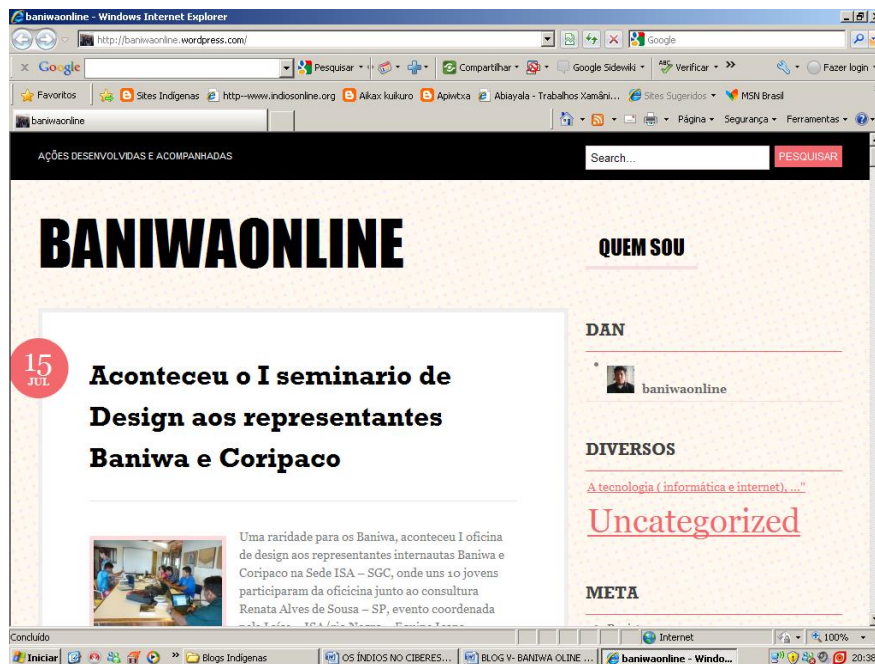 baniwaonline - Windows Internet Explorer
http://baniwaonline.wordpress.com/
Google
x Google Pesquisar Compartilhar Google Sidewiki ABC Verificar » Fazer login
Favoritos Sites Indígenas http--www.indiosonline.org Aikax kuikuro Apiwtxa Abiayala - Trabalhos Xamâni... Sites Sugeridos MSN Brasil
baniwaonline
Página Segurança Ferramentas
AÇÕES DESENVOLVIDAS E ACOMPANHADAS
Search... PESQUISAR
BANIWAONLINE
15
JUL
Aconteceu o I seminario de
Design aos representantes
Baniwa e Coripaco
Uma raridade para os Baniwa, aconteceu I oficina
de design aos representantes internautas Baniwa e
Coripaco na Sede ISA – SGC, onde uns 10 jovens
participaram da oficicina junto ao consultura
Renata Alves de Sousa – SP, evento coordenada
QUEM SOU
DAN
baniwaonline
DIVERSOS
A tecnologia ( informática e internet), ..."
Uncategorized
META
Concluído Internet 100%
Iniciar » Blogs Indígenas OS ÍNDIOS NO CIBERES... BLOG V- BANIWA OLINE ... baniwaonline - Windo... 20:38